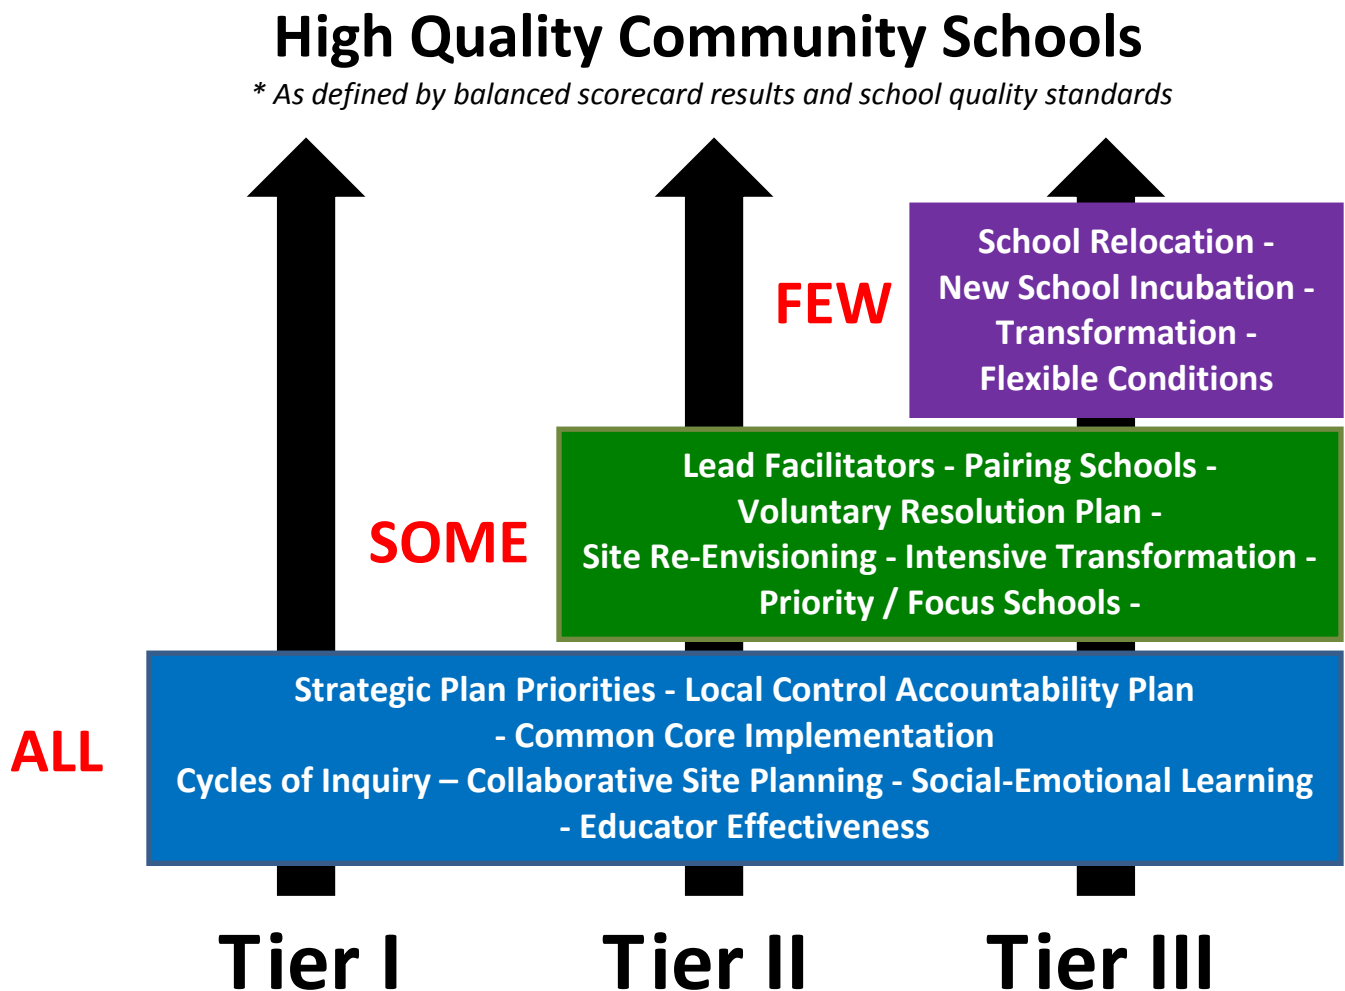 High Quality Community Schools
* As defined by balanced scorecard results and school quality standards
School Relocation -
New School Incubation -
Transformation -
Flexible Conditions
FEW
Lead Facilitators - Pairing Schools -
Voluntary Resolution Plan -
Site Re-Envisioning - Intensive Transformation -
Priority / Focus Schools -
SOME
Strategic Plan Priorities - Local Control Accountability Plan
- Common Core Implementation
Cycles of Inquiry – Collaborative Site Planning - Social-Emotional Learning
- Educator Effectiveness
ALL
Tier I
Tier II
Tier III